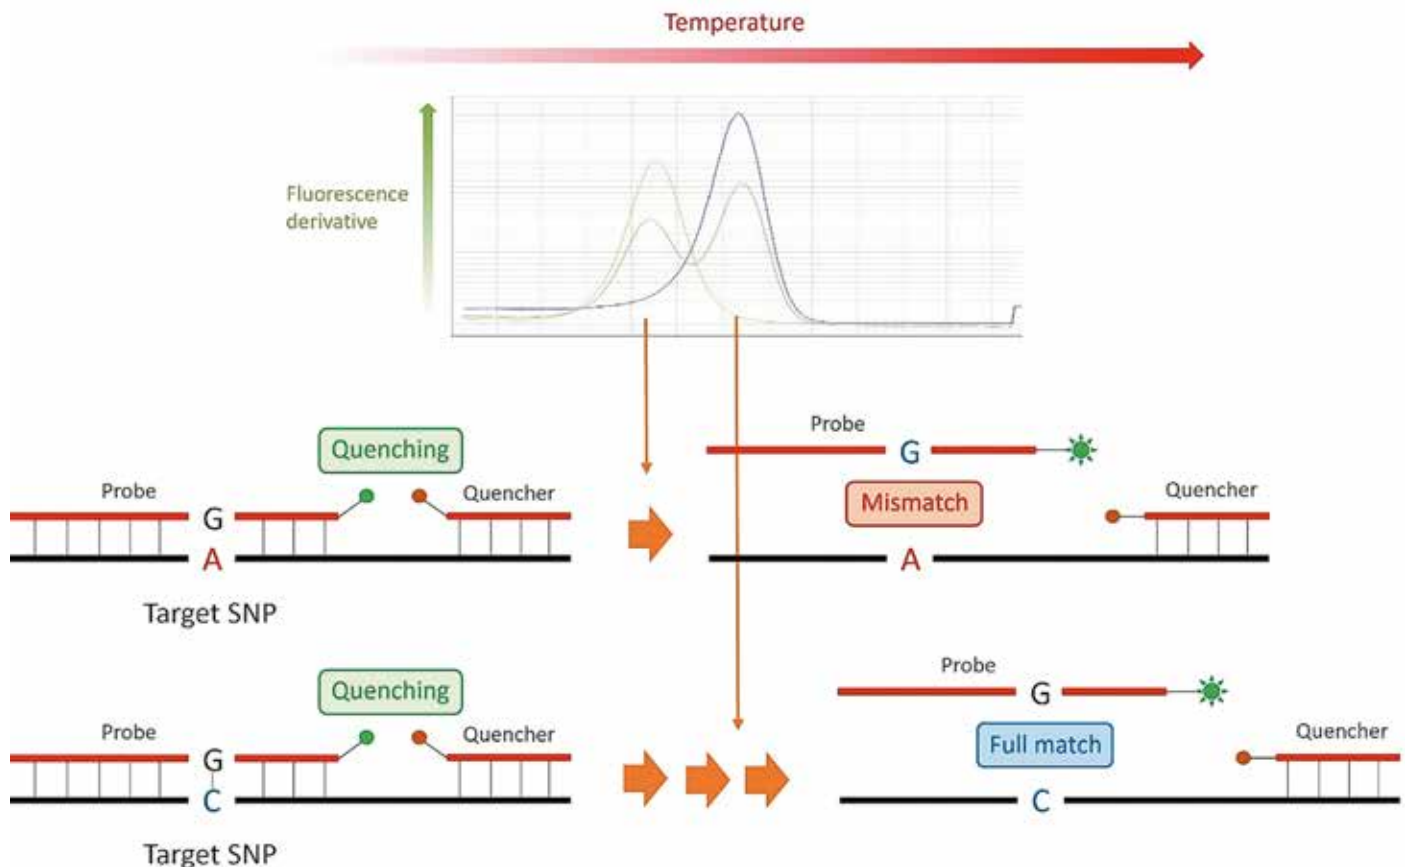 Temperature
Fluorescence
derivative
Quenching
Probe
Quencher
G
A
Target SNP
Probe
G
Mismatch
Quencher
A
Quenching
Probe
Quencher
G
C
Target SNP
Probe
G
Full match
Quencher
C